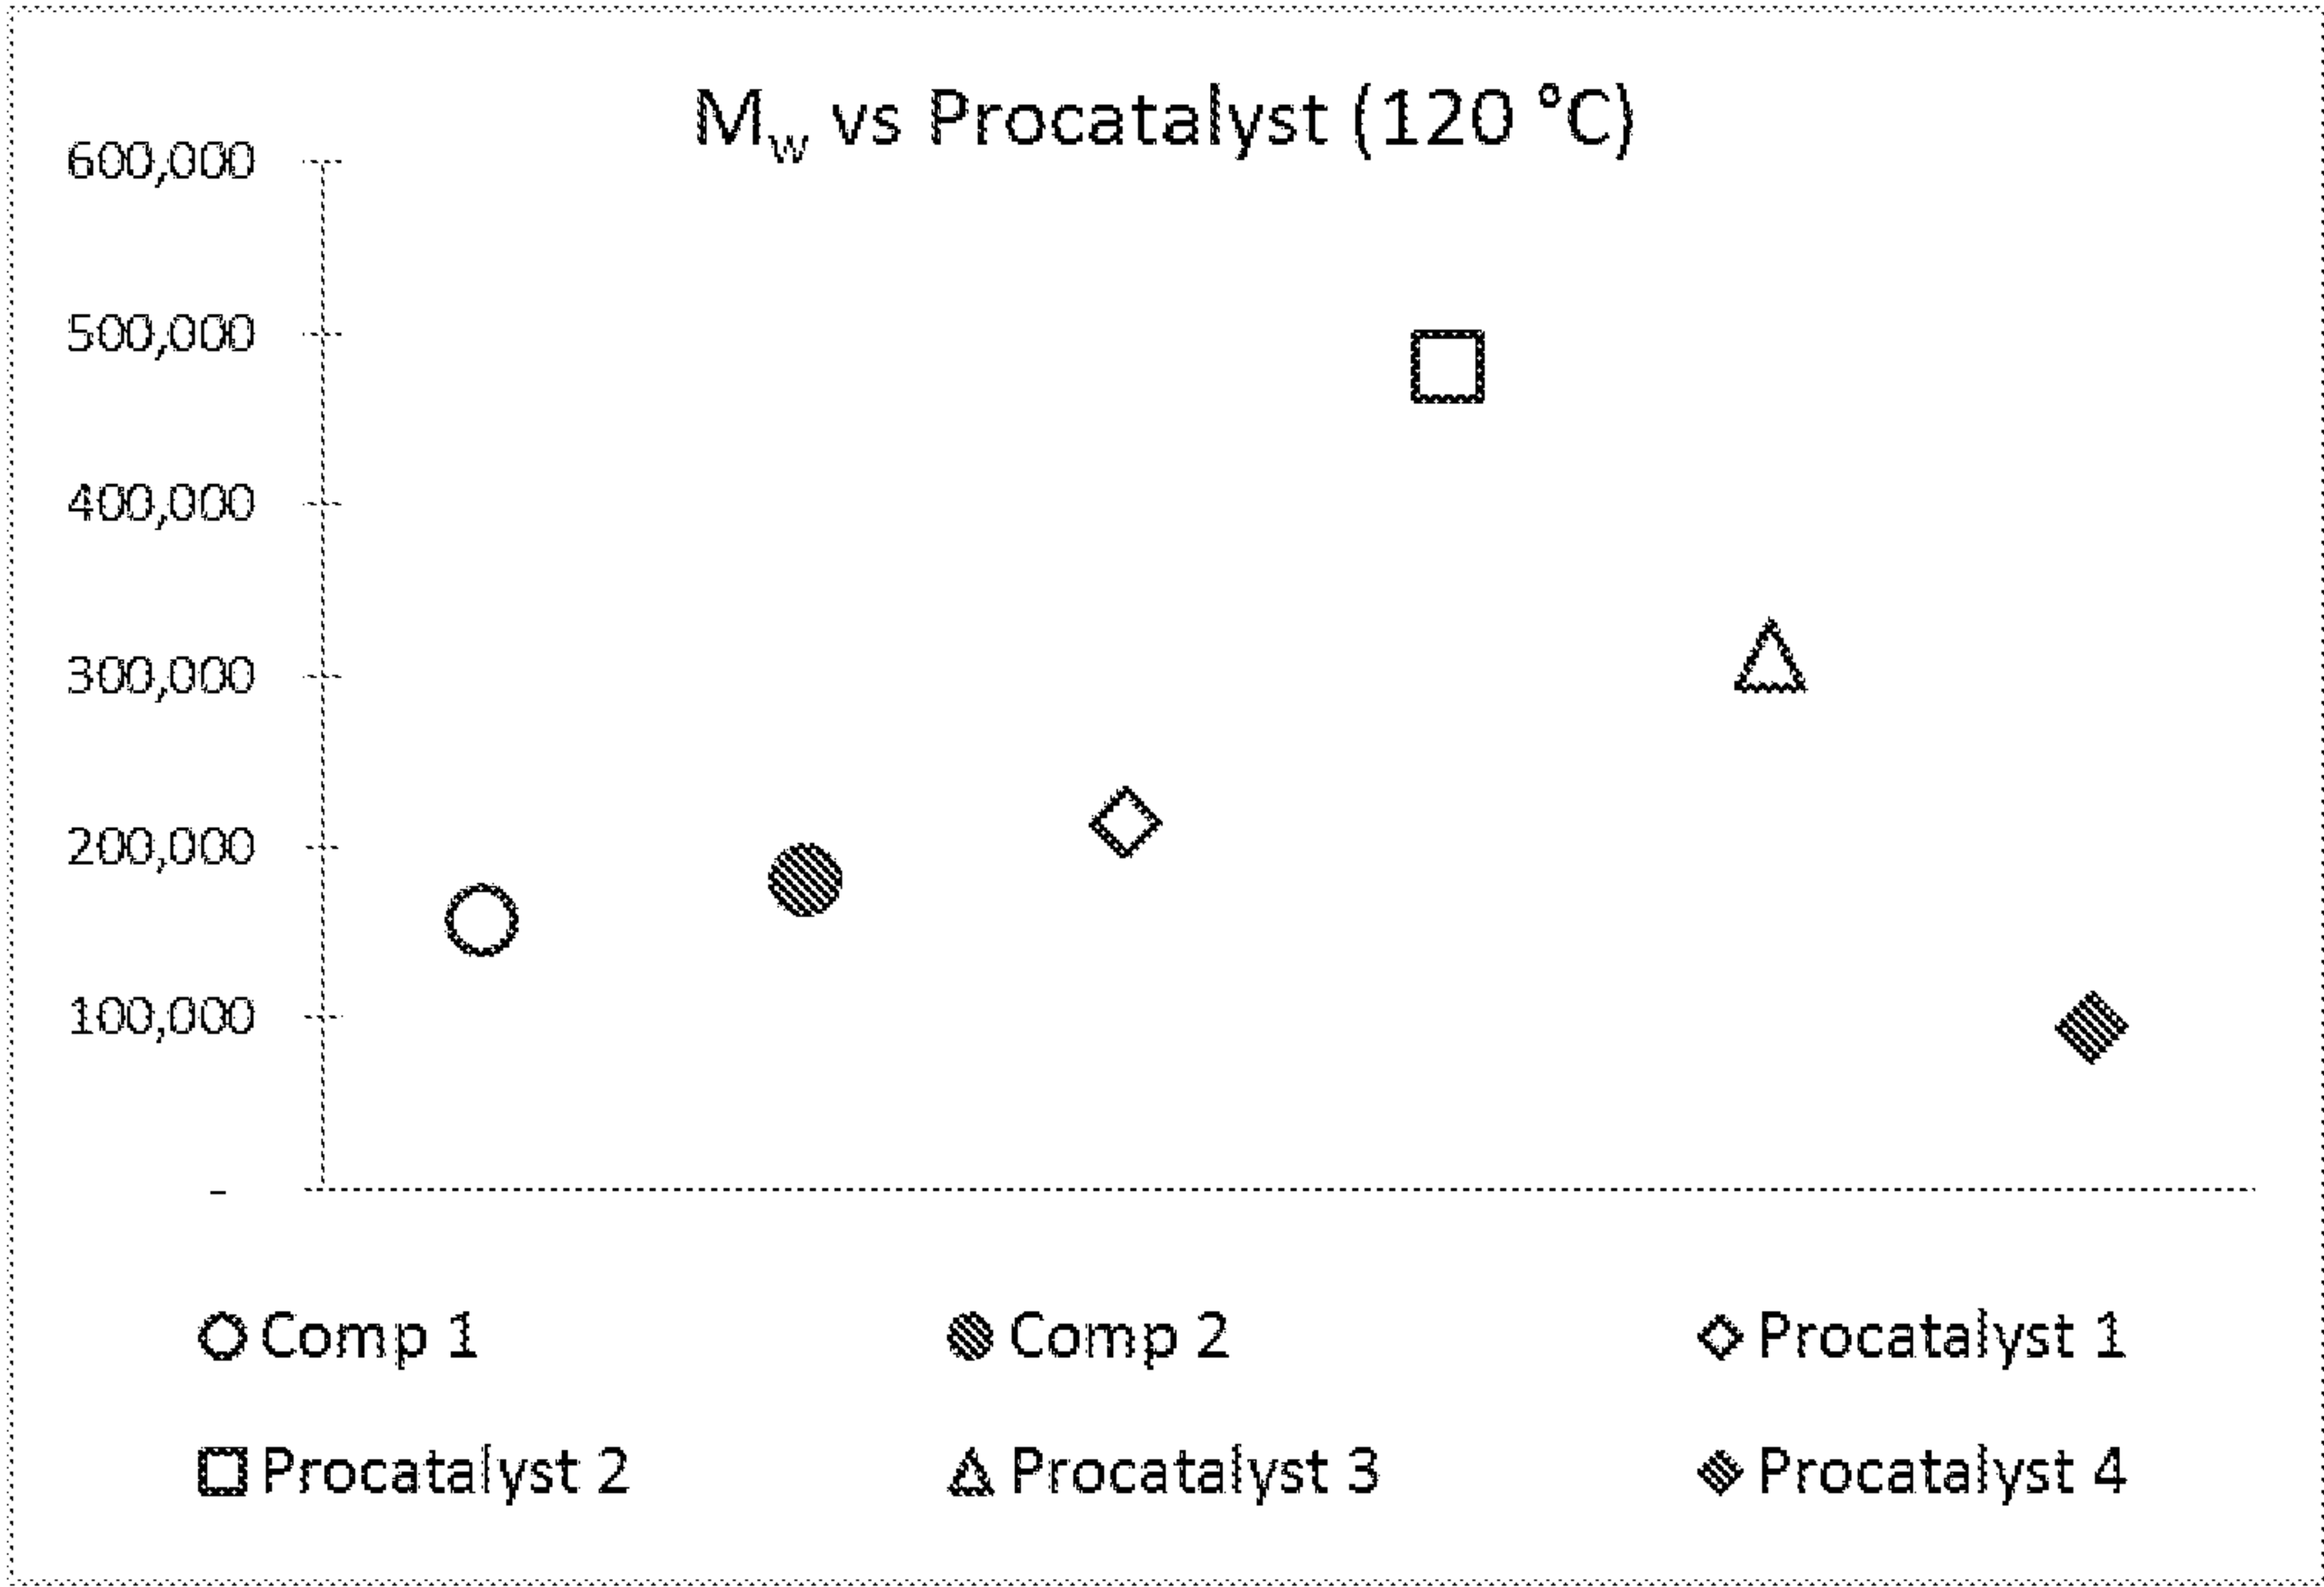 Mw vs Procatalyst (120 °C)
600,000
500,000
400,000
300,000
200,000
100,000
-
Comp 1
Comp 2
Procatalyst 1
Procatalyst 2
Procatalyst 3
Procatalyst 4